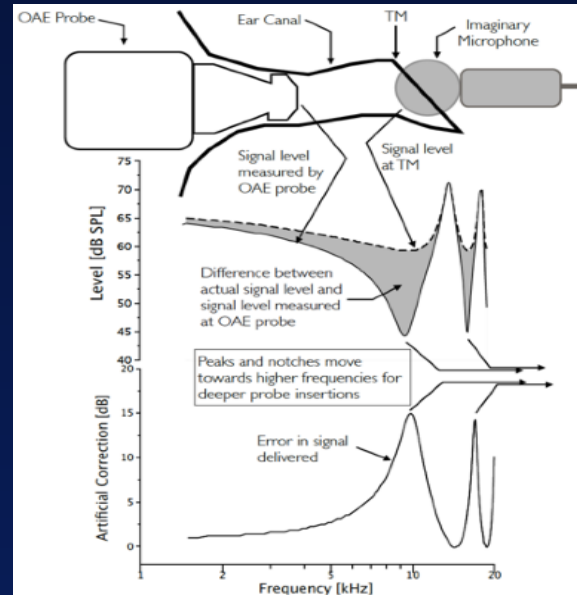 OAE Probe
Ear Canal
TM
Imaginary
Microphone
Signal level
measured by
OAE probe
Signal level
at TM
75
70
65
60
55
50
45
40
Level [dB SPL]
Difference between
actual signal level and
signal level measured
at OAE probe
Peaks and notches move
towards higher frequencies for
deeper probe insertions
20
15
10
5
0
Artificial Correction [dB]
Error in signal
delivered
1
2
5
10
20
Frequency [kHz]